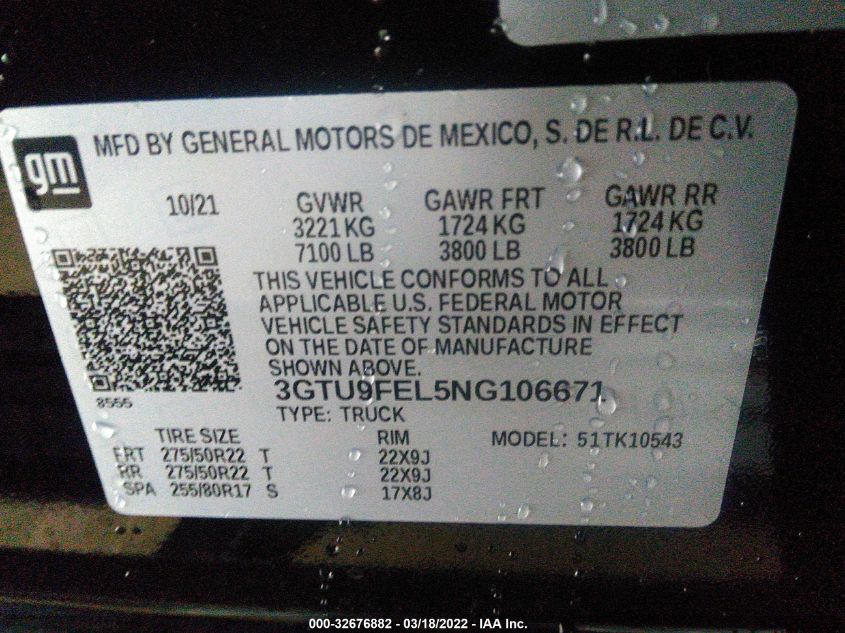 MFD BY GENERAL MOTORS DE MEXICO, S. DE R.L. DE C.V.
gm
10/21 GVWR GAWR FRT GAWR RR
3221 KG 1724 KG 1724 KG
7100 LB 3800 LB 3800 LB
THIS VEHICLE CONFORMS TO ALL
APPLICABLE U.S. FEDERAL MOTOR
VEHICLE SAFETY STANDARDS IN EFFECT
ON THE DATE OF MANUFACTURE
SHOWN ABOVE.
3GTU9FEL5NG106671
8555
TYPE: TRUCK
TIRE SIZE RIM MODEL: 51TK10543
FRT 275/50R22 T 22X9J
RR 275/50R22 T 22X9J
SPA 255/80R17 S 17X8J
000-32676882 - 03/18/2022 - IAA Inc.